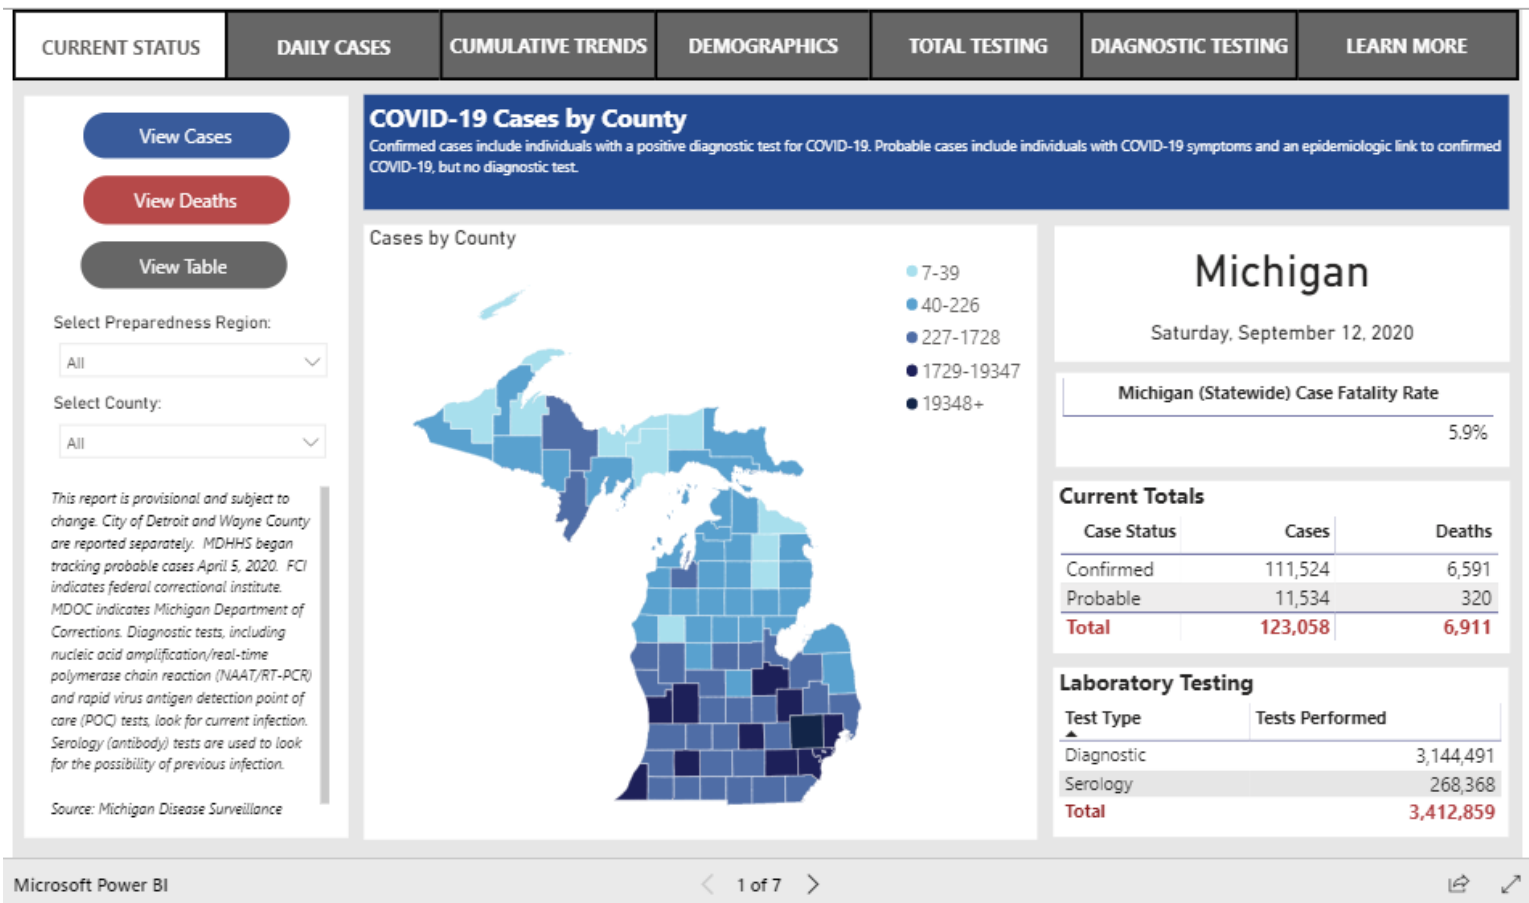 CURRENT STATUS
DAILY CASES
CUMULATIVE TRENDS
DEMOGRAPHICS
TOTAL TESTING
DIAGNOSTIC TESTING
LEARN MORE
View Cases
View Deaths
View Table
Select Preparedness Region:
All
Select County:
All
This report is provisional and subject to
change. City of Detroit and Wayne County
are reported separately. MDHHS began
tracking probable cases April 5, 2020. FCI
indicates federal correctional institute.
MDOC indicates Michigan Department of
Corrections. Diagnostic tests, including
nucleic acid amplification/real-time
polymerase chain reaction (NAAT/RT-PCR)
and rapid virus antigen detection point of
care (POC) tests, look for current infection.
Serology (antibody) tests are used to look
for the possibility of previous infection.
Source: Michigan Disease Surveillance
COVID-19 Cases by County
Confirmed cases include individuals with a positive diagnostic test for COVID-19. Probable cases include individuals with COVID-19 symptoms and an epidemiologic link to confirmed
COVID-19, but no diagnostic test.
Cases by County
7-39
40-226
227-1728
1729-19347
19348+
Michigan
Saturday, September 12, 2020
Michigan (Statewide) Case Fatality Rate
5.9%
Current Totals
Case Status Cases Deaths
Confirmed 111,524 6,591
Probable 11,534 320
Total 123,058 6,911
Laboratory Testing
Test Type Tests Performed
Diagnostic 3,144,491
Serology 268,368
Total 3,412,859
Microsoft Power BI
1 of 7